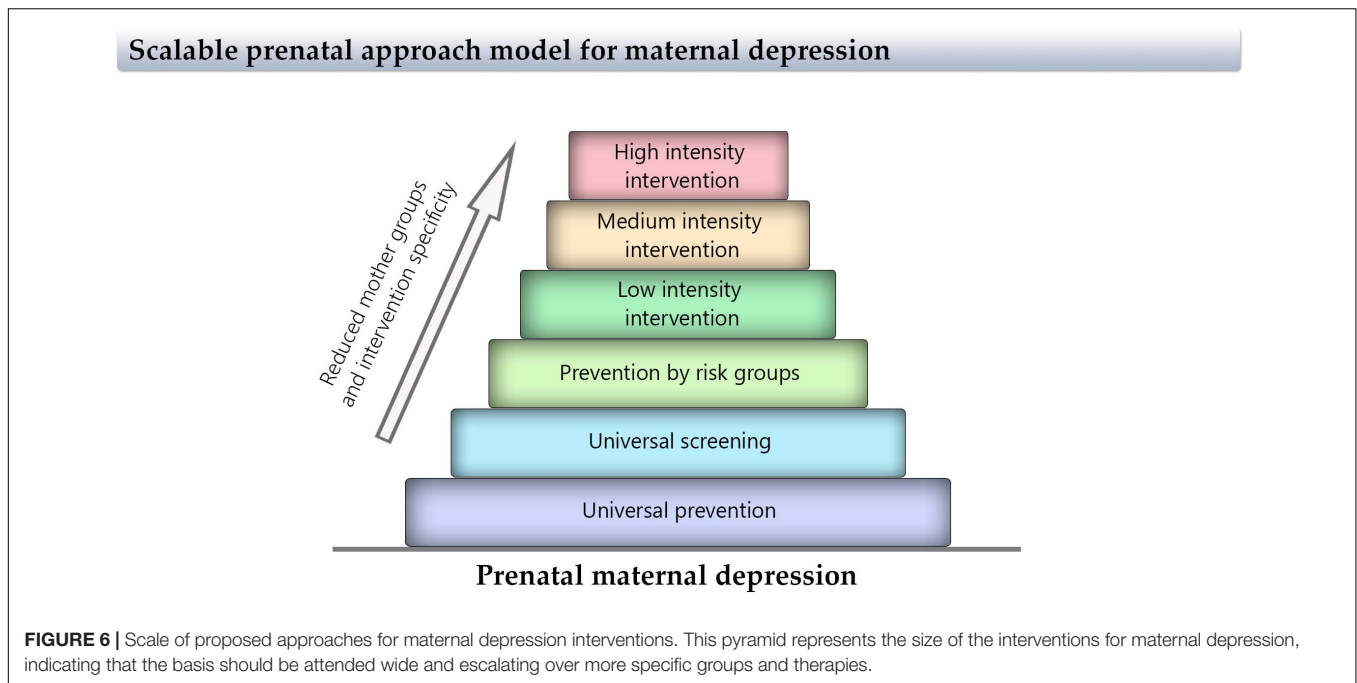 Scalable prenatal approach model for maternal depression
High intensity
intervention
Medium intensity
intervention
Low intensity
intervention
Prevention by risk groups
Universal screening
Universal prevention
Reduced mother groups
and intervention specificity
Prenatal maternal depression
FIGURE 6 | Scale of proposed approaches for maternal depression interventions. This pyramid represents the size of the interventions for maternal depression,
indicating that the basis should be attended wide and escalating over more specific groups and therapies.